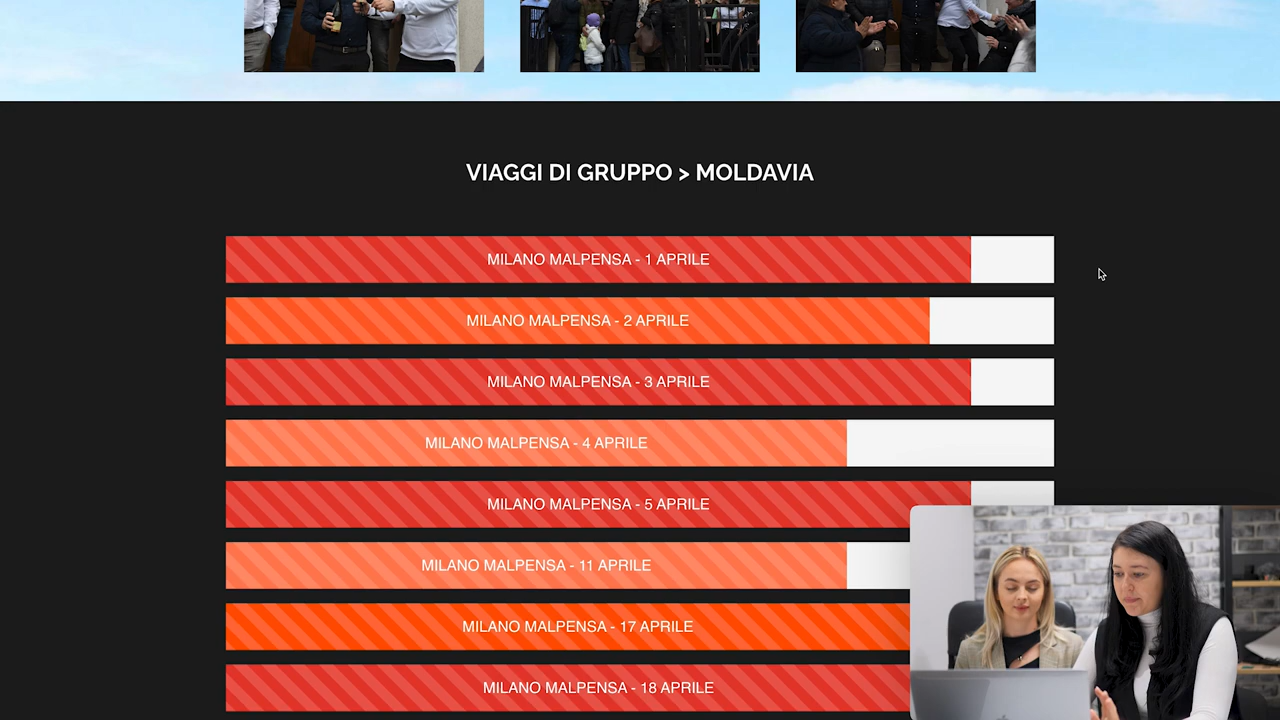 VIAGGI DI GRUPPO > MOLDAVIA
MILANO MALPENSA - 1 APRILE
MILANO MALPENSA - 2 APRILE
MILANO MALPENSA - 3 APRILE
MILANO MALPENSA - 4 APRILE
MILANO MALPENSA - 5 APRILE
MILANO MALPENSA - 11 APRILE
MILANO MALPENSA - 17 APRILE
MILANO MALPENSA - 18 APRILE